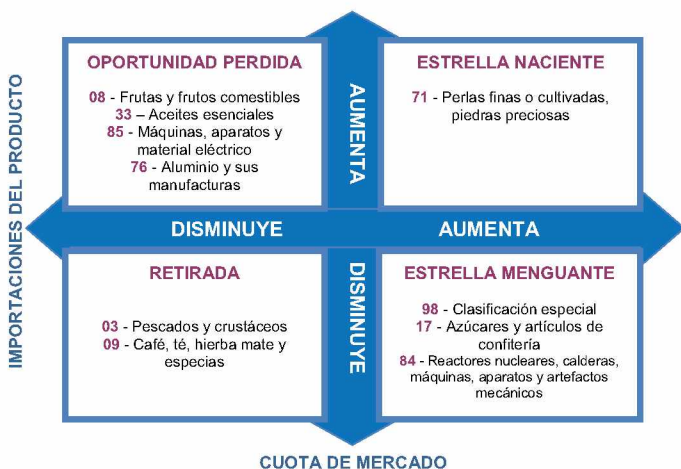 IMPORTACIONES DEL PRODUCTO
OPORTUNIDAD PERDIDA
08 - Frutas y frutos comestibles
33 – Aceites esenciales
85 - Máquinas, aparatos y
material eléctrico
76 - Aluminio y sus
manufacturas
AUMENTA
ESTRELLA NACIENTE
71 - Perlas finas o cultivadas,
piedras preciosas
DISMINUYE
AUMENTA
RETIRADA
03 - Pescados y crustáceos
09 - Café, té, hierba mate y
especias
DISMINUYE
ESTRELLA MENGUANTE
98 - Clasificación especial
17 - Azúcares y artículos de
confitería
84 - Reactores nucleares, calderas,
máquinas, aparatos y artefactos
mecánicos
CUOTA DE MERCADO